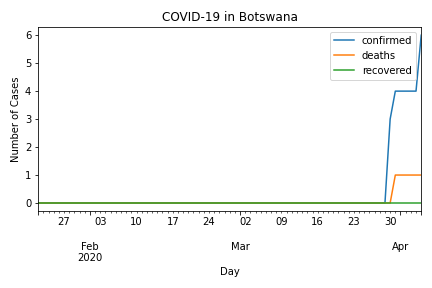 COVID-19 in Botswana
confirmed
deaths
recovered
Number of Cases
6
5
4
3
2
1
0
27 03 10 17 24 02 09 16 23 30
Feb Mar Apr
2020
Day